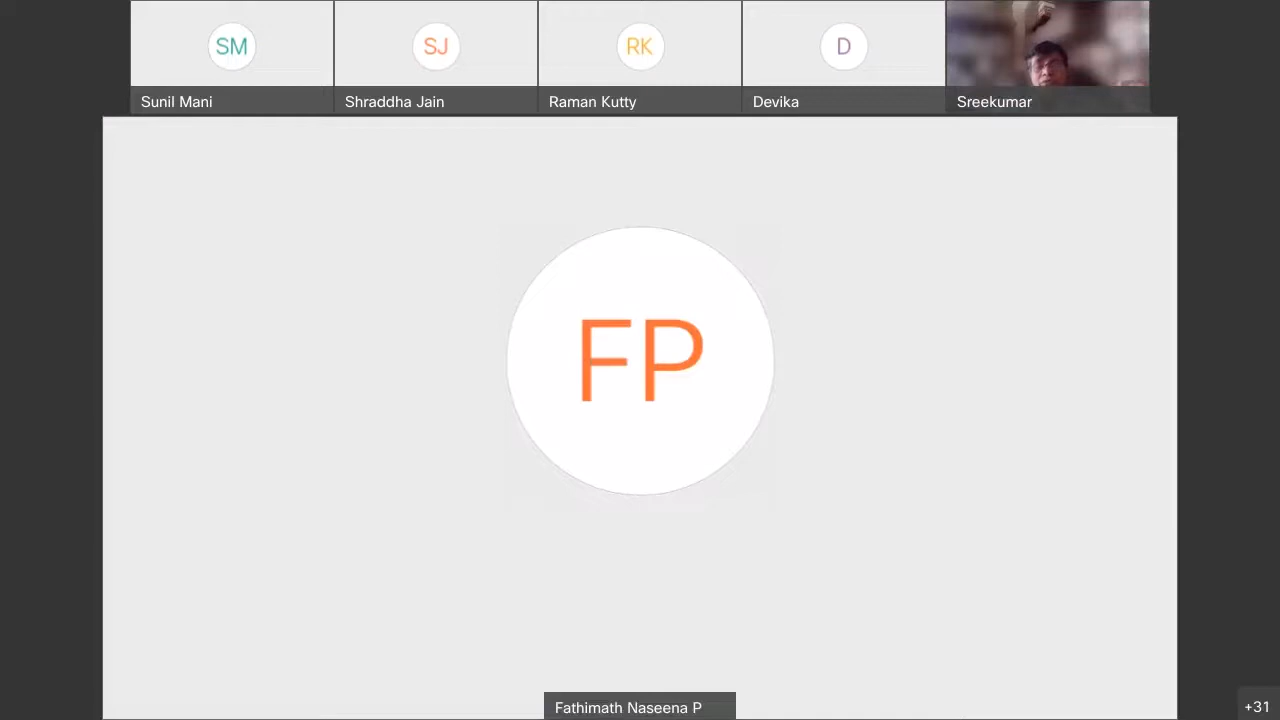 SM
SJ
RK
D
Sunil Mani
Shraddha Jain
Raman Kutty
Devika
Sreekumar
FP
Fathimath Naseena P
+31